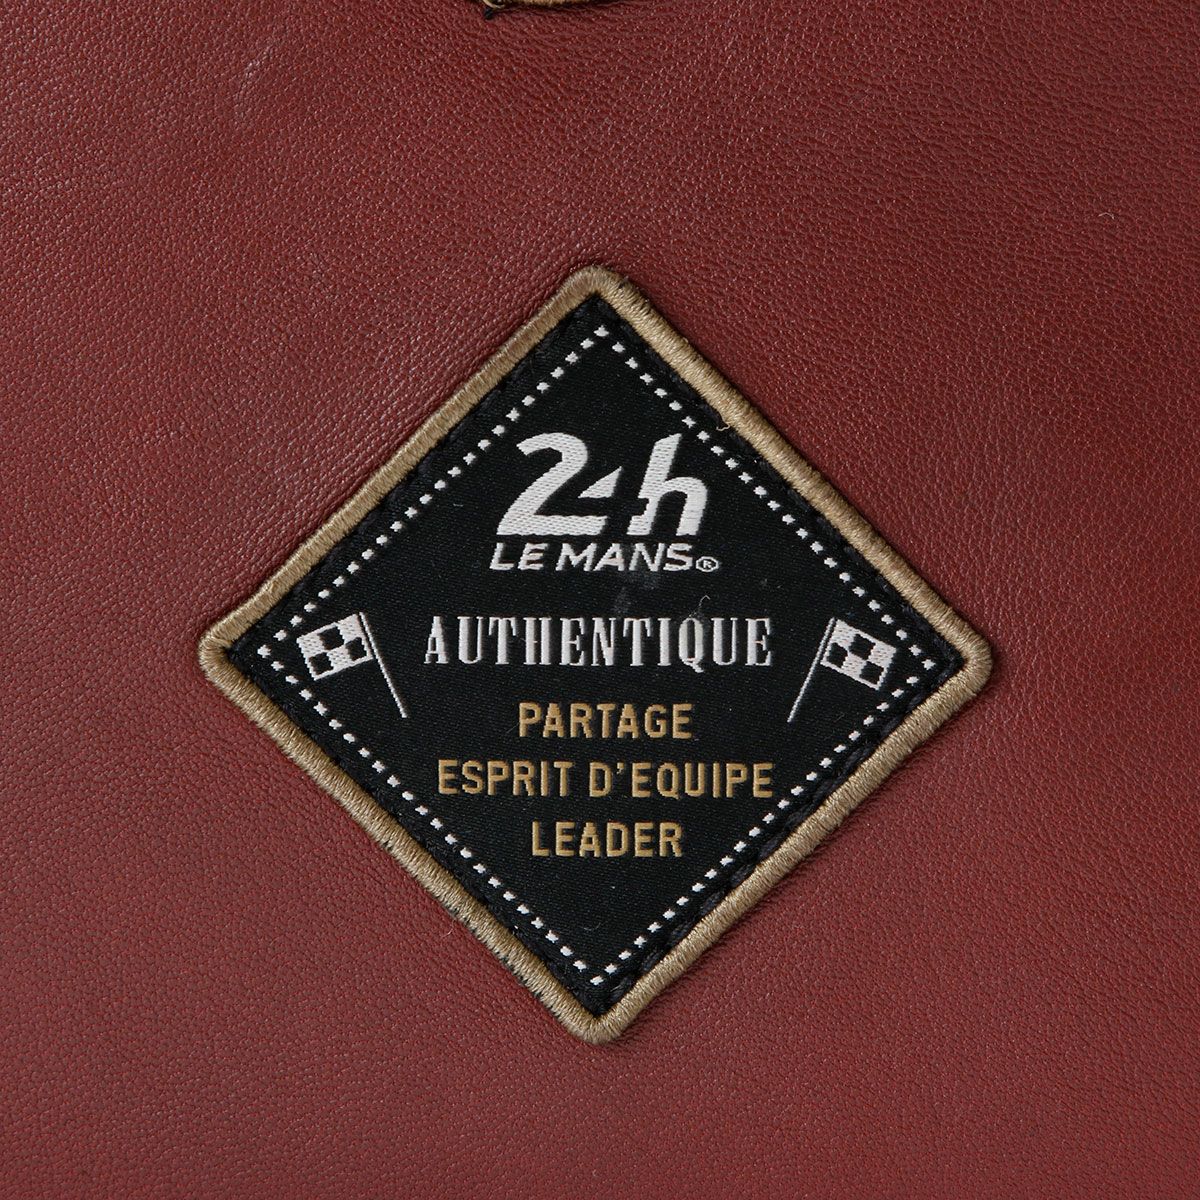 24h
LE MANS®
AUTHENTIQUE
PARTAGE
ESPRIT D'EQUIPE
LEADER